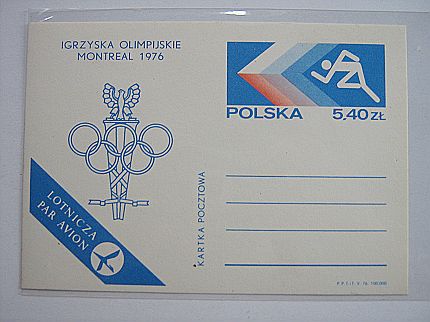 IGRZYSKA OLIMPIJSKIE
MONTREAL 1976
POLSKA 5,40 ZŁ
LOTNICZA
PAR AVION
KARTKA POCZTOWA